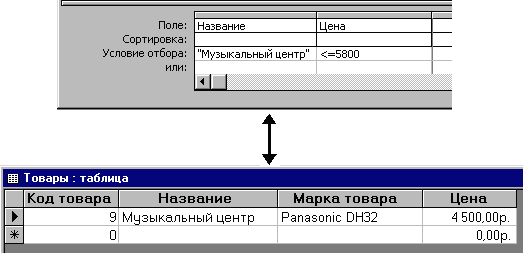 Поле: Название Цена
Сортировка:
Условие отбора: "Музыкальный центр" <=5800
или:
Товары : таблица
Код товара Название Марка товара Цена
9 Музыкальный центр Panasonic DH32 4 500,00р.
0 0,00р.